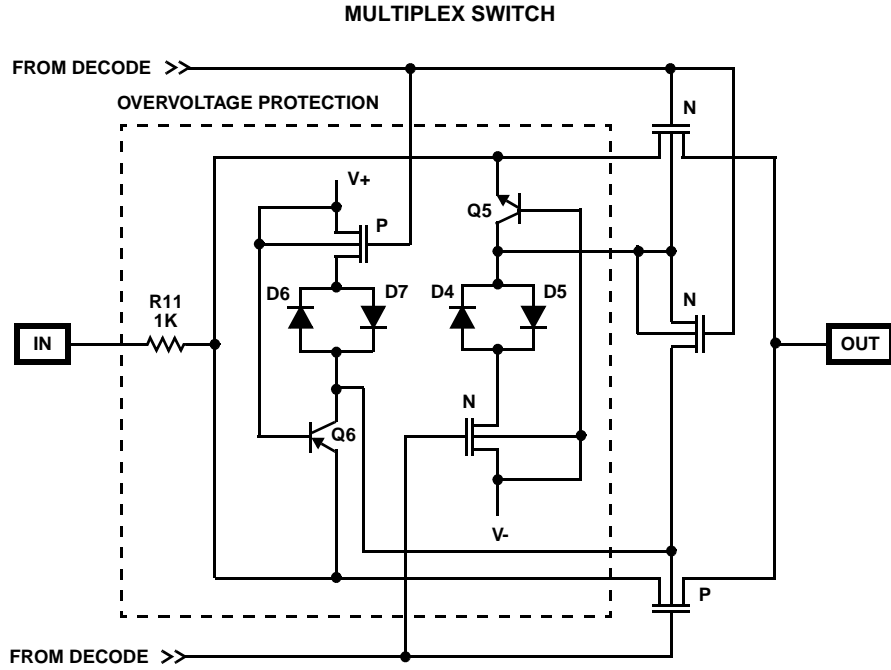 MULTIPLEX SWITCH
FROM DECODE
OVERVOLTAGE PROTECTION
N
V+
Q5
P
D6
D7
D4
D5
N
R11
1K
IN
OUT
N
Q6
V-
P
FROM DECODE